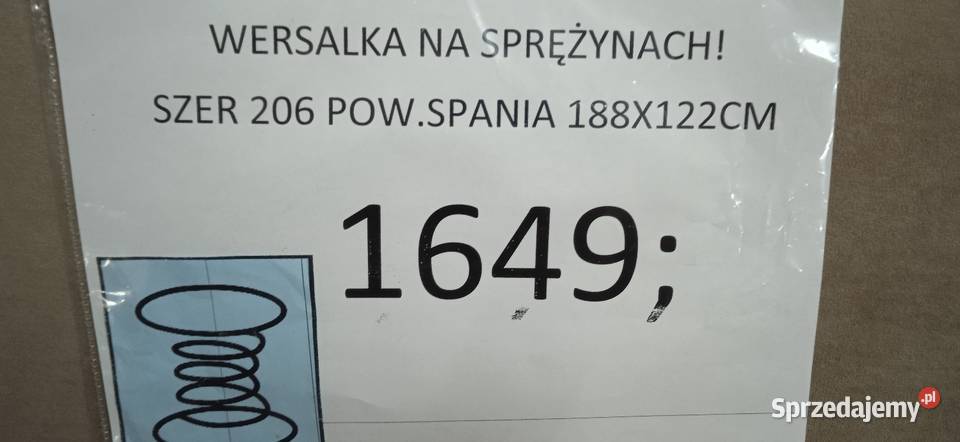 WERSALKA NA SPRĘŻYNACH!
SZER 206 POW.SPANIA 188X122CM
1649;
Sprzedajemy.pl